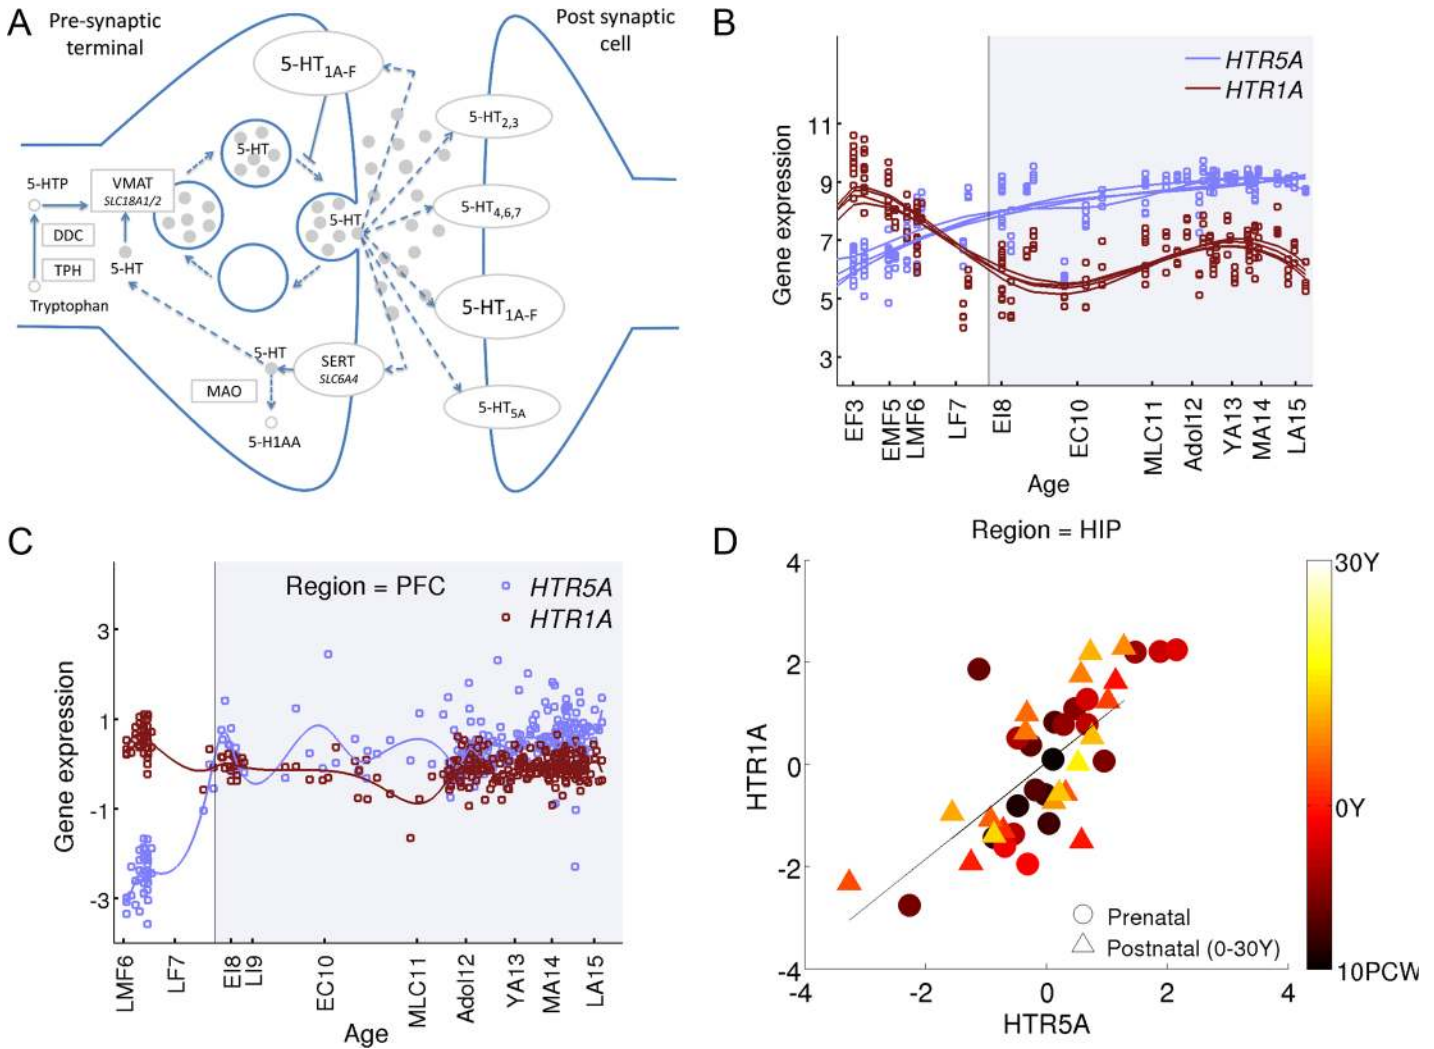 A
Pre-synaptic
terminal
Post synaptic
cell
5-HT1A-F
5-HT2,3
5-HT
5-HTP
VMAT
SLC18A1/2
DDC
TPH
5-HT
Tryptophan
5-HT
5-HT4,6,7
5-HT1A-F
5-HT
SERT
SLC6A4
MAO
5-H1AA
5-HT5A
B
HTR5A
HTR1A
Gene expression
11
9
7
5
3
EF3
EMF5
LMF6
LF7
EI8
EC10
MLC11
Adol12
YA13
MA14
LA15
Age
C
Region = PFC
HTR5A
HTR1A
Gene expression
3
1
-1
-3
LMF6
LF7
EI8
LI9
EC10
MLC11
Adol12
YA13
MA14
LA15
Age
D
Region = HIP
HTR1A
4
2
0
-2
-4
-4
-2
0
2
4
HTR5A
Prenatal
Postnatal (0-30Y)
30Y
0Y
10PCW